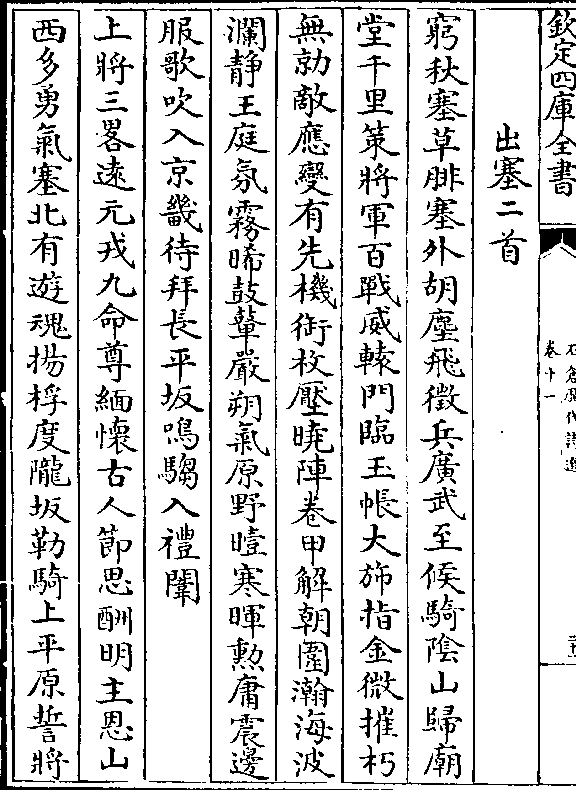 欽定四庫全書
石倉歷代詩選
卷十一
出塞二首
窮秋塞草腓塞外胡塵飛徵兵廣武至候騎陰山歸廟
堂千里策將軍百戰威轅門臨玉帳大斾指金微摧朽
無勍敵應變有先機銜枚壓曉陣卷甲解朝圍瀚海波
瀾静王庭氛霧晞鼓鼙嚴朔氣原野曀寒暉勲庸震邊
服歌吹入京畿待拜長平坂鳴騶入禮闈
上將三畧遠元戎九命尊緬懷古人節思酬明主恩山
西多勇氣塞北有遊魂揚桴度隴坂勒騎上平原誓將